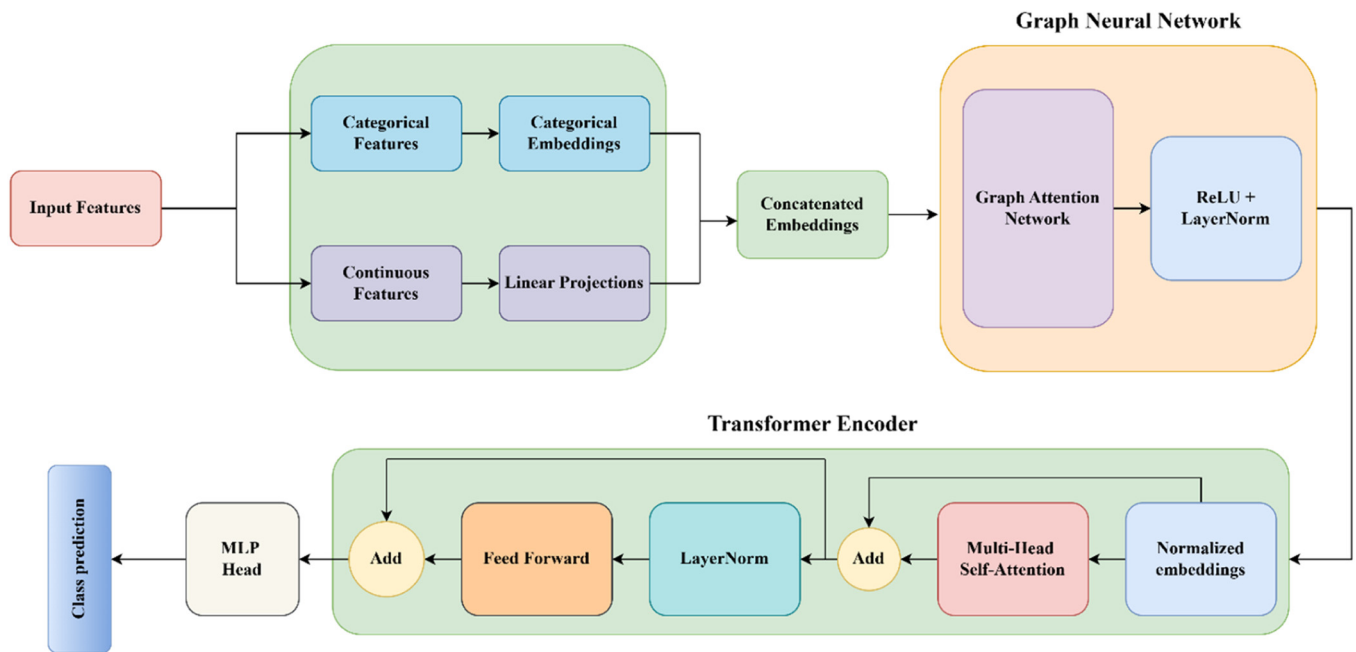 Graph Neural Network
Categorical
Features
Categorical
Embeddings
Input Features
Continuous
Features
Linear Projections
Concatenated
Embeddings
Graph Attention
Network
ReLU +
LayerNorm
Transformer Encoder
Class prediction
MLP
Head
Add
Feed Forward
LayerNorm
Add
Multi-Head
Self-Attention
Normalized
embeddings